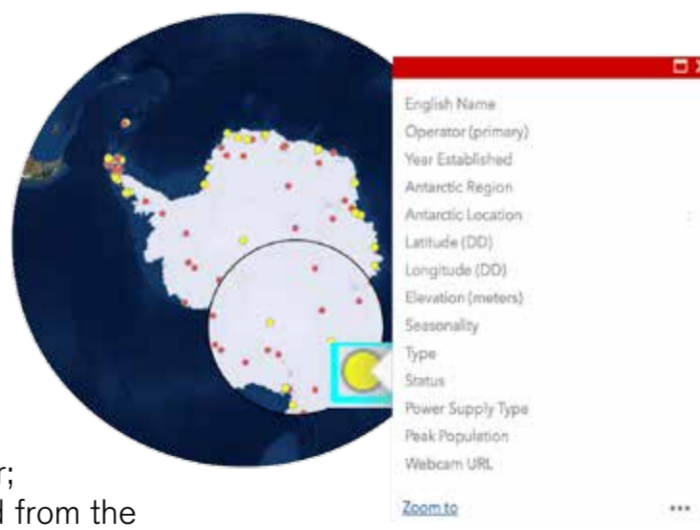 English Name
Operator (primary)
Year Established
Antarctic Region
Antarctic Location
Latitude (DD)
Longitude (DD)
Elevation (meters)
Seasonality
Type
Status
Power Supply Type
Peak Population
Webcam URL
Zoom to
r;
d from the